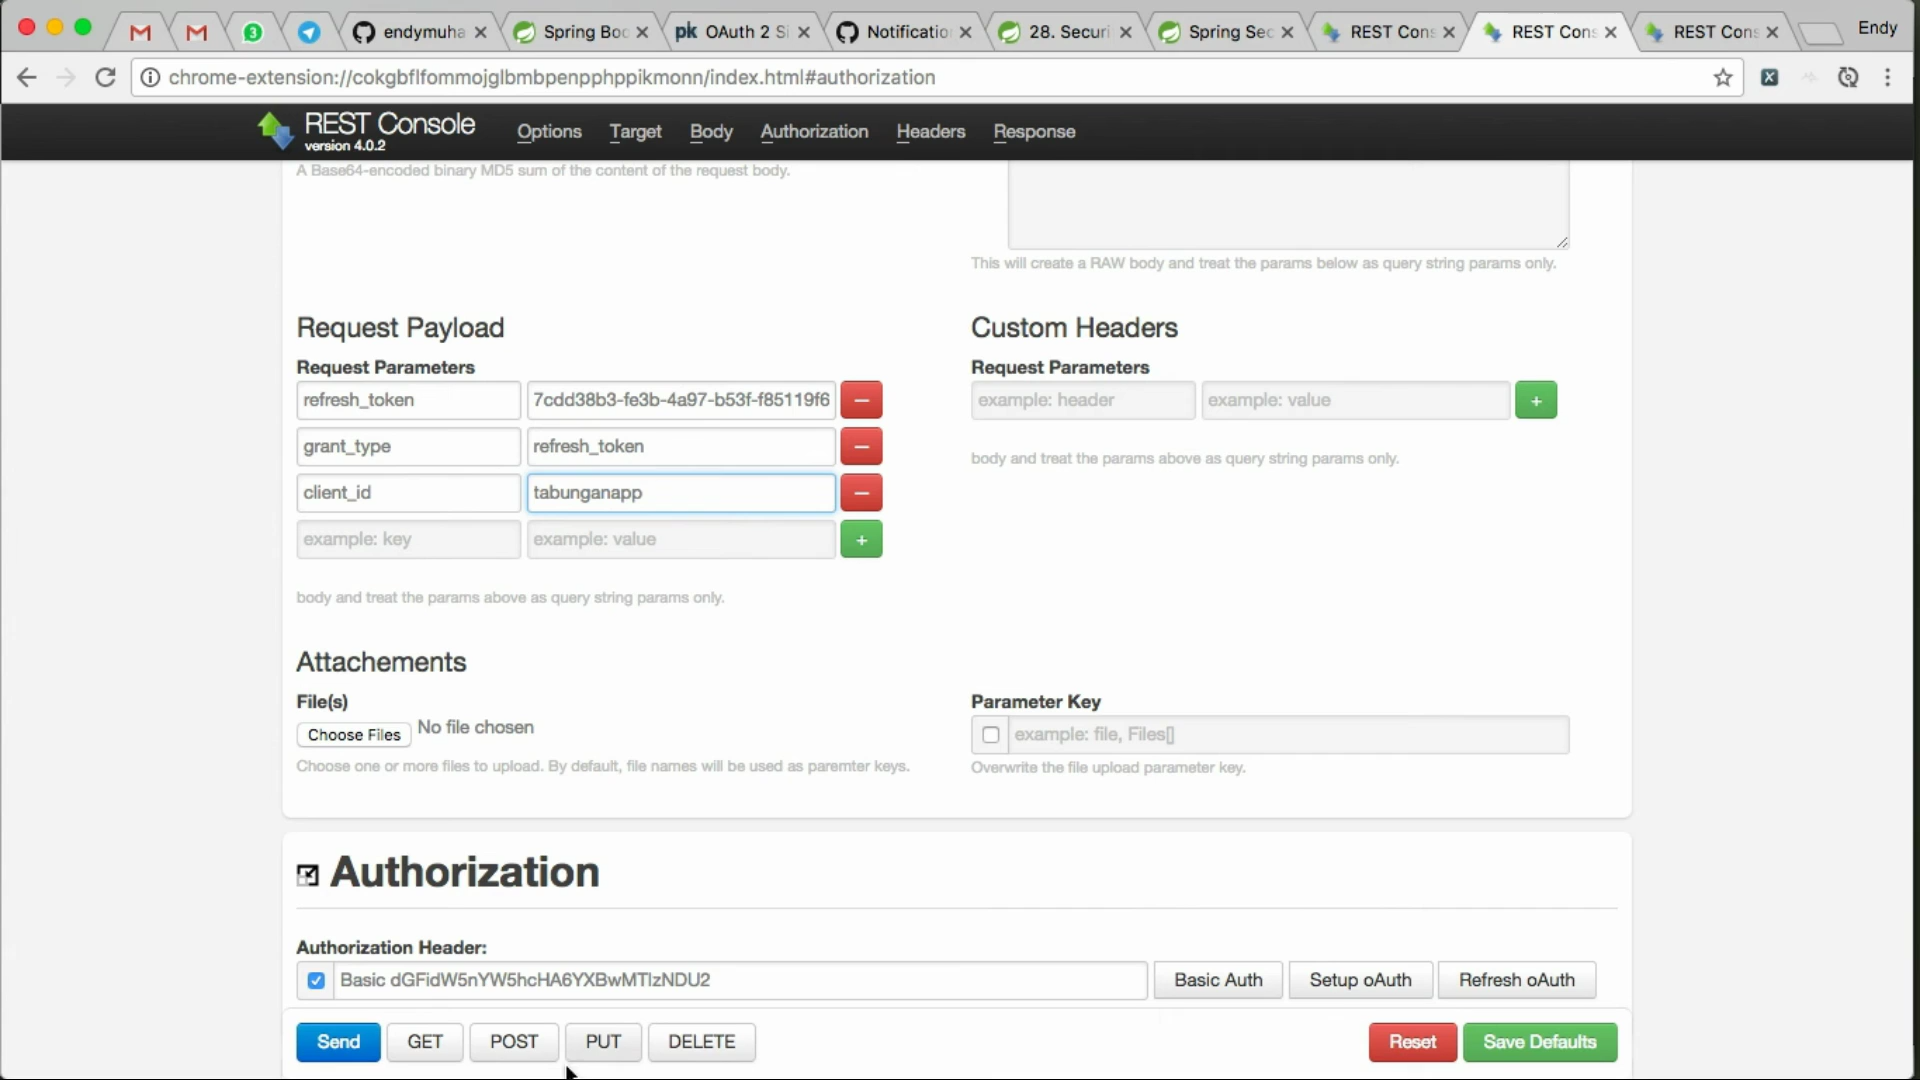 endymuha
Spring Boo
pk OAuth 2 Si
Notification
28. Securi
Spring Sec
REST Cons
REST Cons
REST Cons
Endy
3
chrome-extension://cokgbflfommojglbmbpenpphppikmonn/index.html#authorization
REST Console
version 4.0.2
Options
Target
Body
Authorization
Headers
Response
A Base64-encoded binary MD5 sum of the content of the request body.
This will create a RAW body and treat the params below as query string params only.
Request Payload
Custom Headers
Request Parameters
Request Parameters
refresh_token
7cdd38b3-fe3b-4a97-b53f-f85119f6
example: header
example: value
grant_type
refresh_token
body and treat the params above as query string params only.
client_id
tabunganapp
example: key
example: value
body and treat the params above as query string params only.
Attachements
File(s)
Parameter Key
Choose Files
No file chosen
example: file, Files[]
Choose one or more files to upload. By default, file names will be used as paremter keys.
Overwrite the file upload parameter key.
Authorization
Authorization Header:
Basic dGFidW5nYW5hcHA6YXBwMTIzNDU2
Basic Auth
Setup oAuth
Refresh oAuth
Send
GET
POST
PUT
DELETE
Reset
Save Defaults